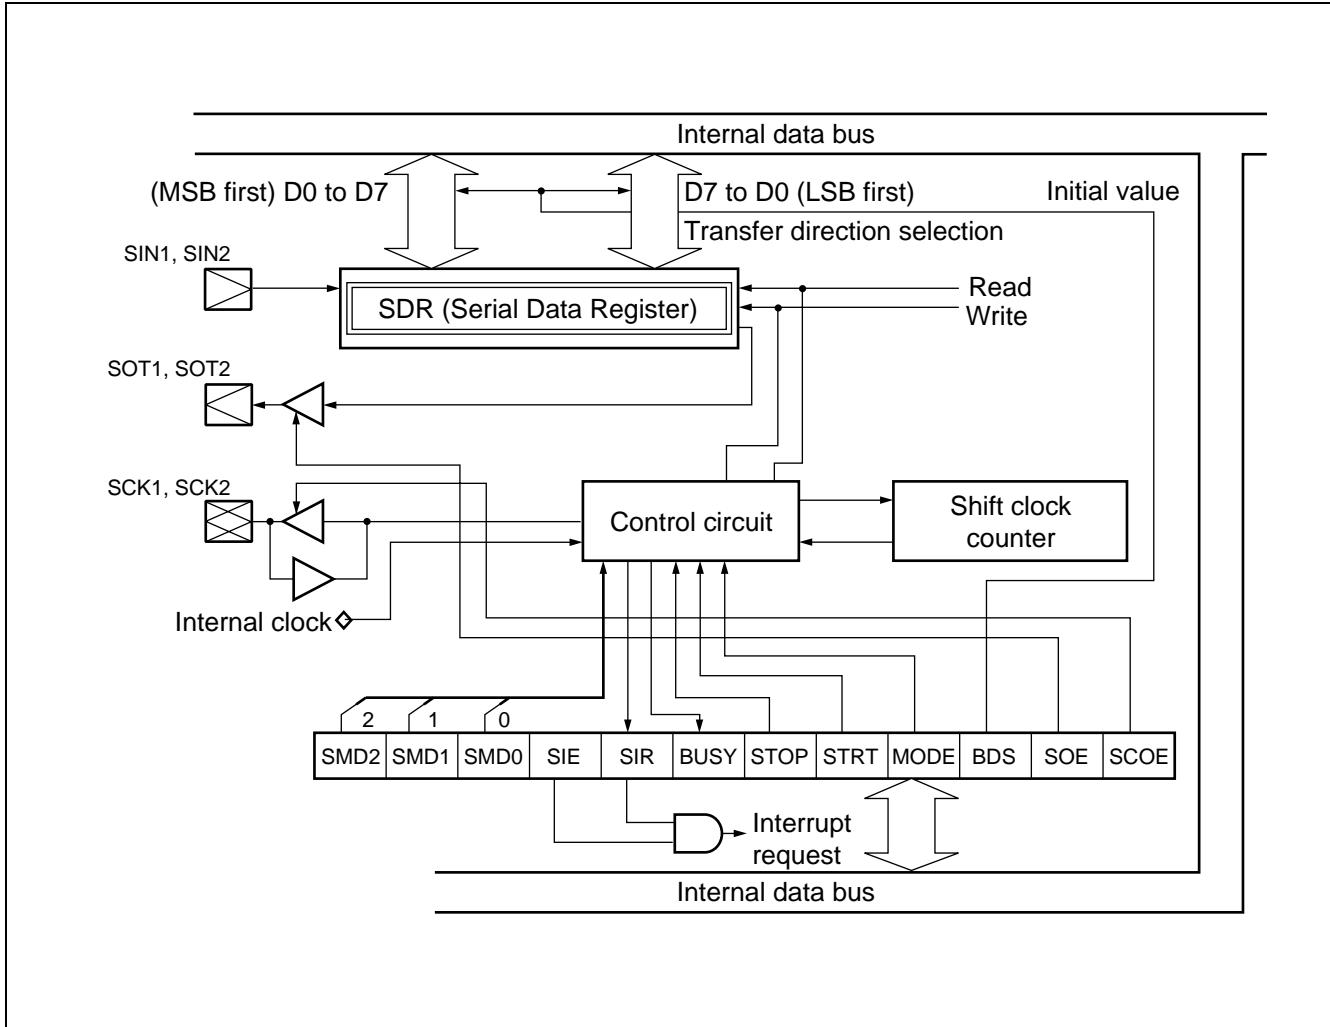 Internal data bus
(MSB first) D0 to D7
D7 to D0 (LSB first)
Initial value
Transfer direction selection
SIN1, SIN2
SDR (Serial Data Register)
Read
Write
SOT1, SOT2
SCK1, SCK2
Control circuit
Shift clock
counter
Internal clock
2
1
0
SMD2
SMD1
SMD0
SIE
SIR
BUSY
STOP
STRT
MODE
BDS
SOE
SCOE
Interrupt
request
Internal data bus